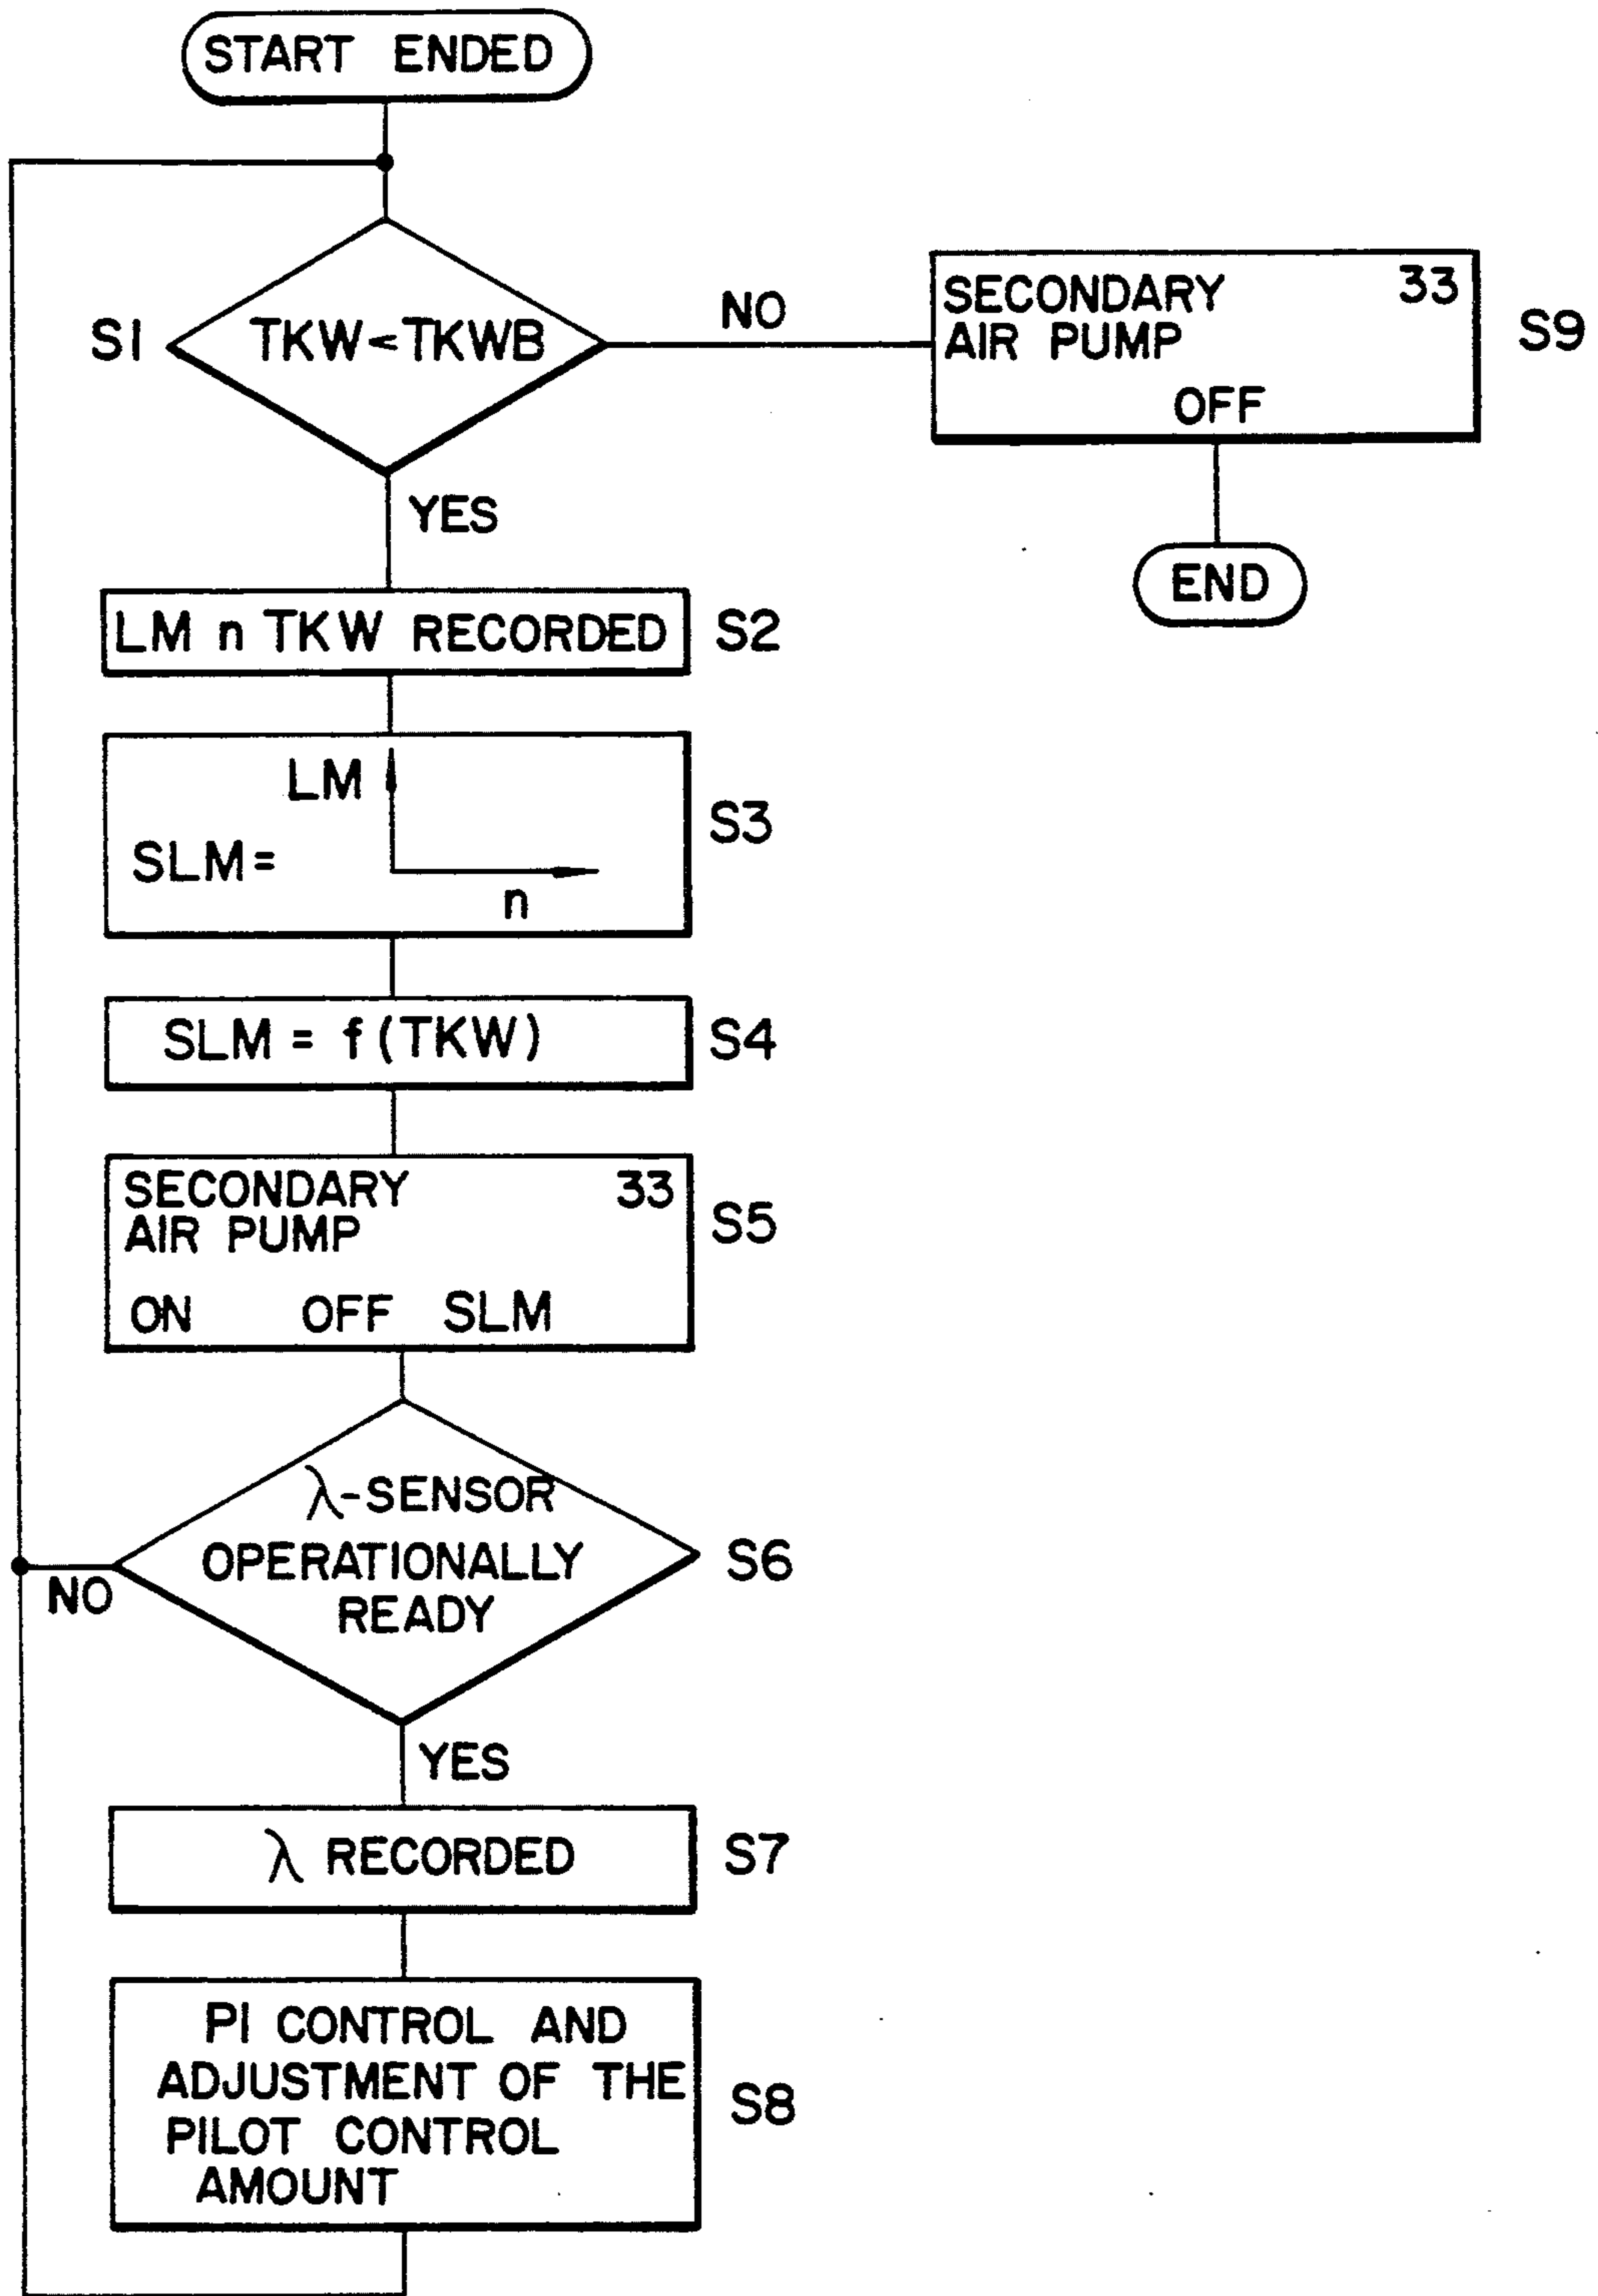 START ENDED
S1
TKW<TKWB
NO
SECONDARY 33
AIR PUMP
OFF
S9
YES
END
LM n TKW RECORDED
S2
LM
SLM=
n
S3
SLM = f(TKW)
S4
SECONDARY 33
AIR PUMP
ON OFF SLM
S5
λ-SENSOR
OPERATIONALLY
READY
S6
NO
YES
λ RECORDED
S7
PI CONTROL AND
ADJUSTMENT OF THE
PILOT CONTROL
AMOUNT
S8